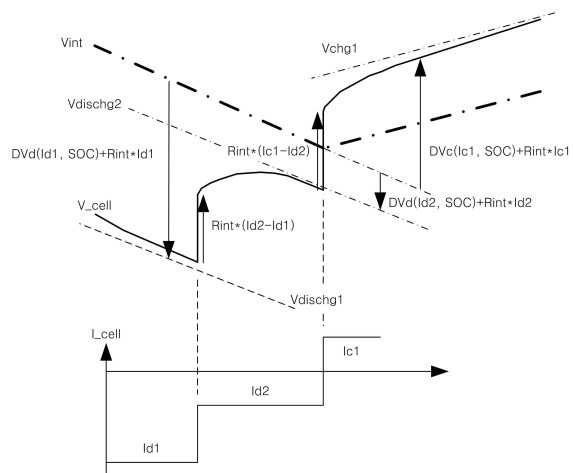 Vint
Vchg1
Vdischg2
DVd(Id1, SOC)+Rint*Id1
Rint*(Ic1-Id2)
DVc(Ic1, SOC)+Rint*Ic1
DVd(Id2, SOC)+Rint*Id2
V_cell
Rint*(Id2-Id1)
Vdischg1
I_cell
Ic1
Id2
Id1